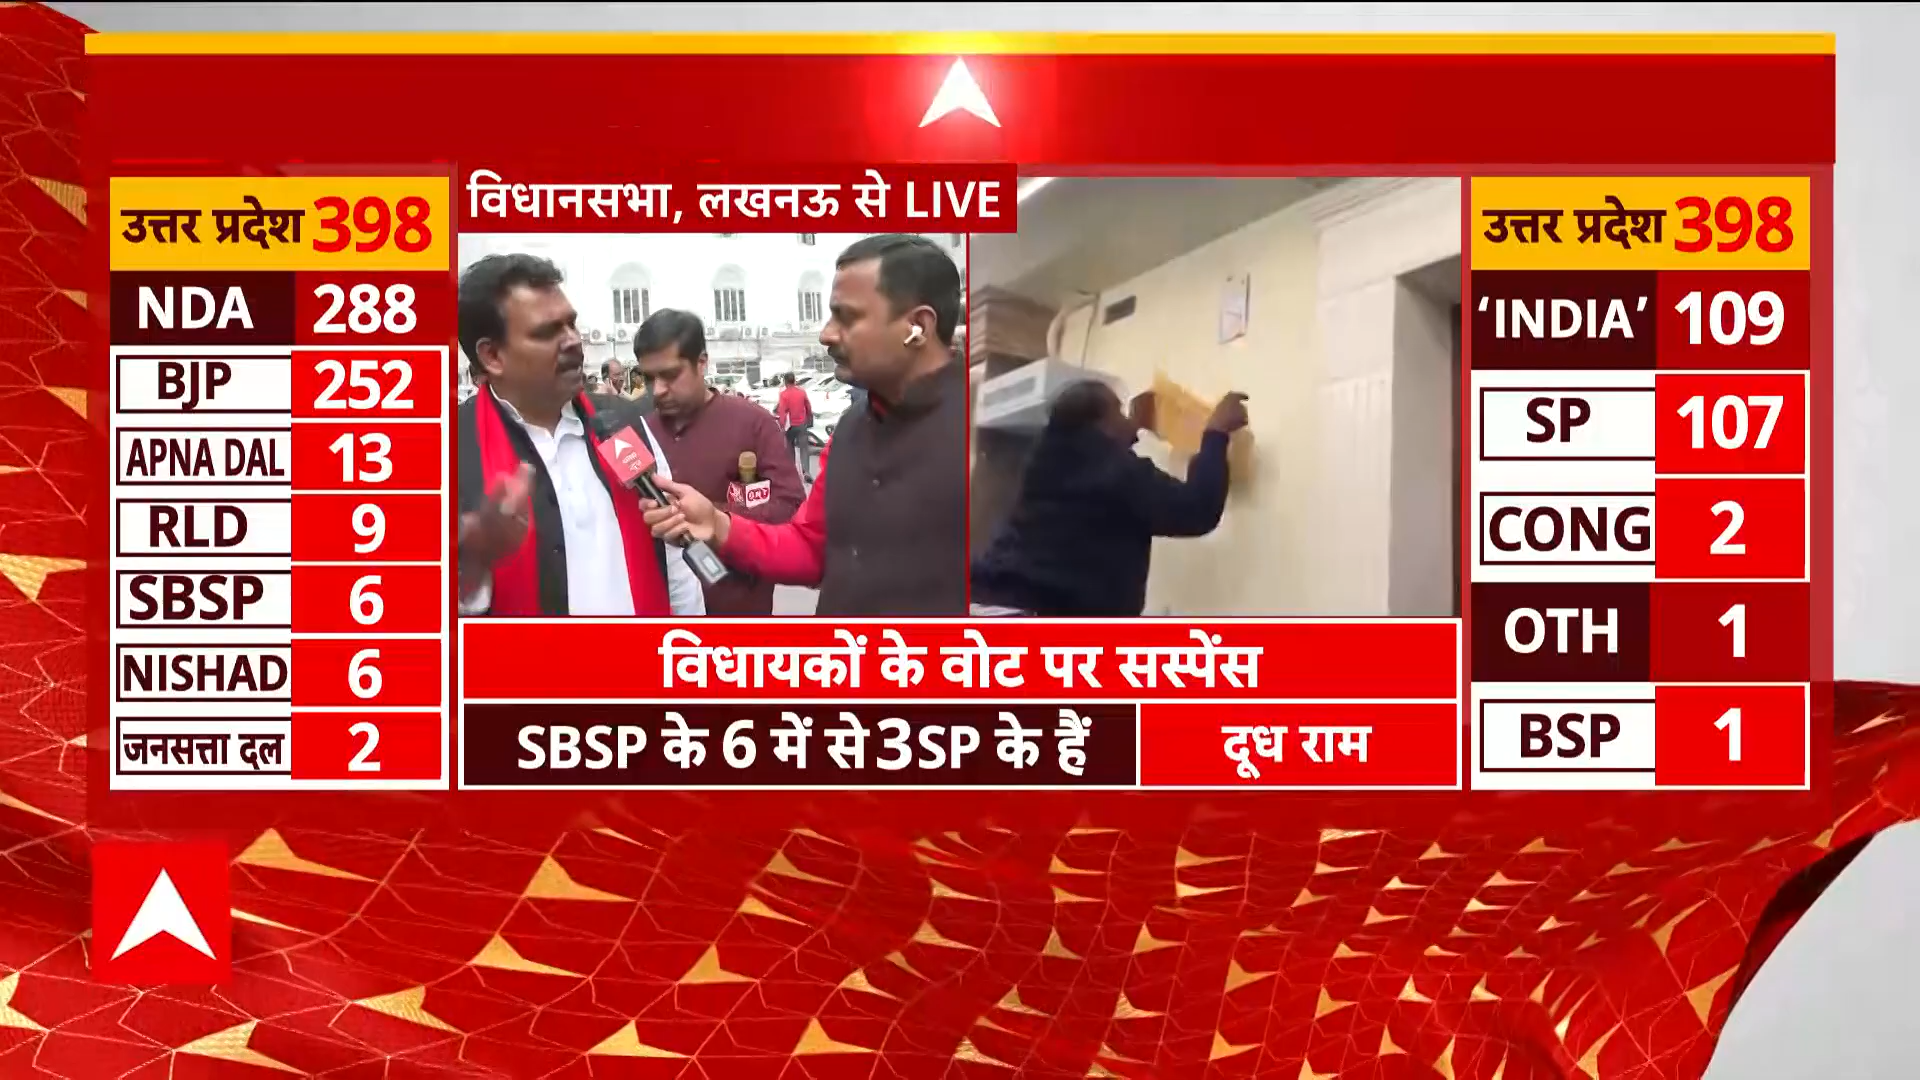 विधानसभा, लखनऊ से LIVE
उत्तर प्रदेश 398
NDA 288
BJP 252
APNA DAL 13
RLD 9
SBSP 6
NISHAD 6
जनसत्ता दल 2
विधायकों के वोट पर सस्पेंस
SBSP के 6 में से 3 SP के हैं
दूध राम
उत्तर प्रदेश 398
‘INDIA’ 109
SP 107
CONG 2
OTH 1
BSP 1